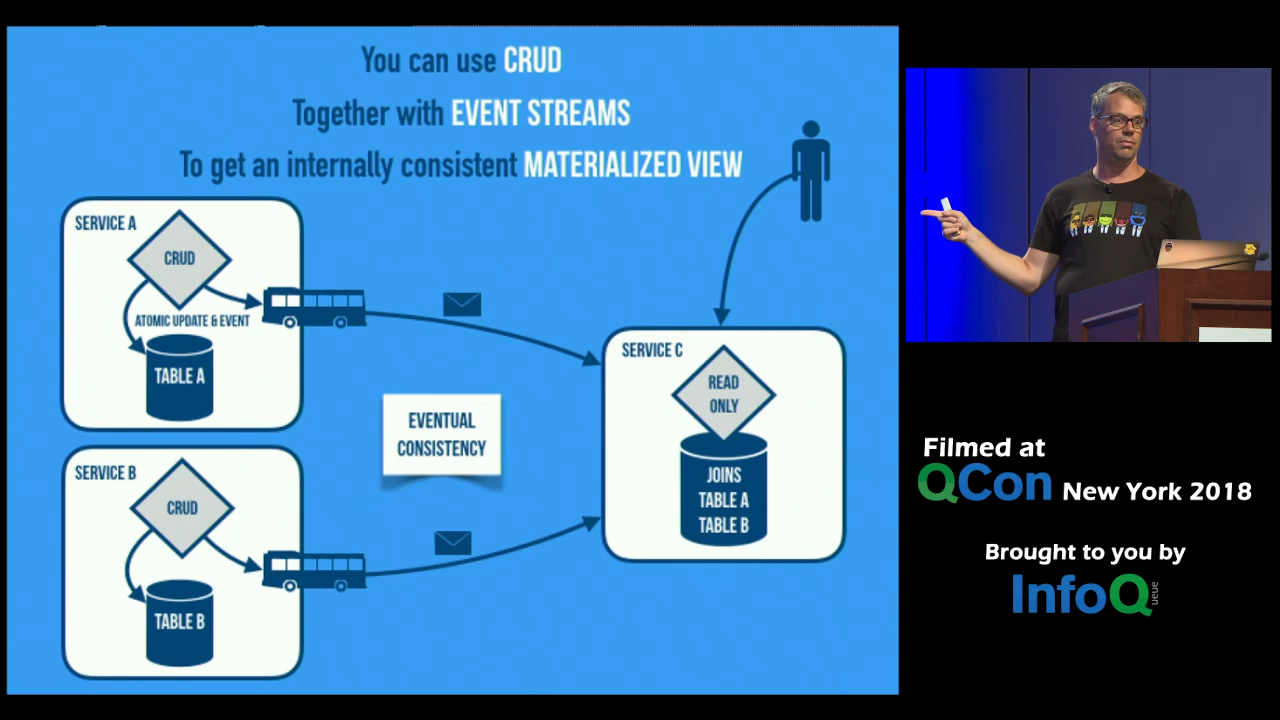 You can use CRUD
Together with EVENT STREAMS
To get an internally consistent MATERIALIZED VIEW
SERVICE A
CRUD
ATOMIC UPDATE & EVENT
TABLE A
SERVICE B
CRUD
TABLE B
EVENTUAL
CONSISTENCY
SERVICE C
READ
ONLY
JOINS
TABLE A
TABLE B
Filmed at
QCon New York 2018
Brought to you by
InfoQ
ueue